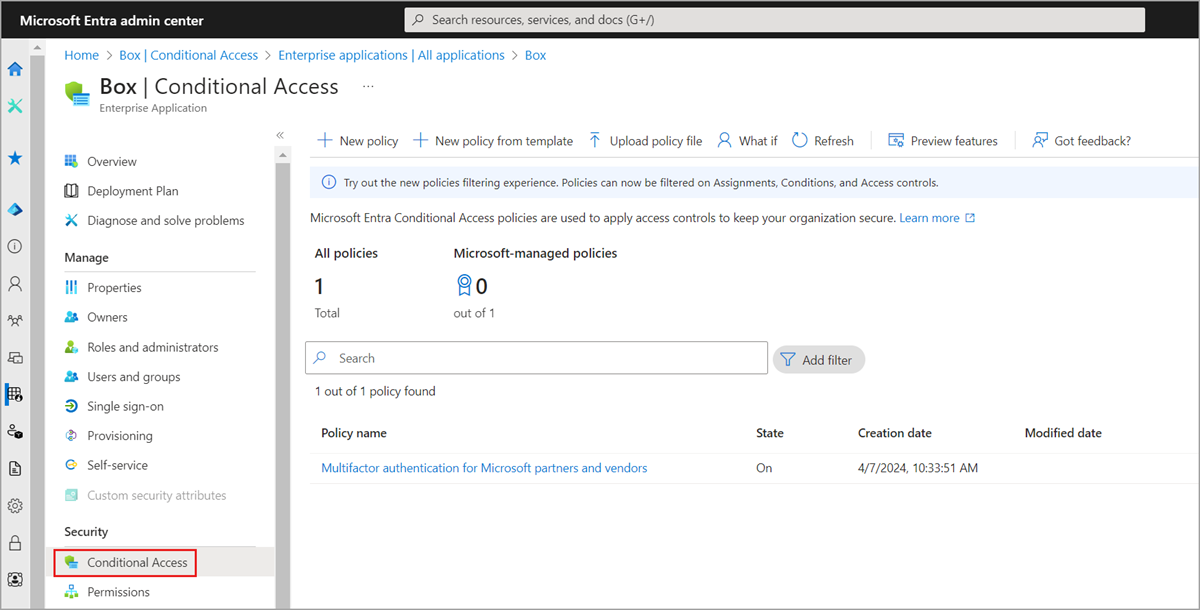 Microsoft Entra admin center
Search resources, services, and docs (G+/)
Home > Box | Conditional Access > Enterprise applications | All applications > Box
Box | Conditional Access ...
Enterprise Application
Overview
Deployment Plan
Diagnose and solve problems
Manage
Properties
Owners
Roles and administrators
Users and groups
Single sign-on
Provisioning
Self-service
Custom security attributes
Security
Conditional Access
Permissions
New policy New policy from template Upload policy file What if Refresh Preview features Got feedback?
Try out the new policies filtering experience. Policies can now be filtered on Assignments, Conditions, and Access controls.
Microsoft Entra Conditional Access policies are used to apply access controls to keep your organization secure. Learn more
All policies Microsoft-managed policies
1 0
Total out of 1
Search Add filter
1 out of 1 policy found
Policy name State Creation date Modified date
Multifactor authentication for Microsoft partners and vendors On 4/7/2024, 10:33:51 AM